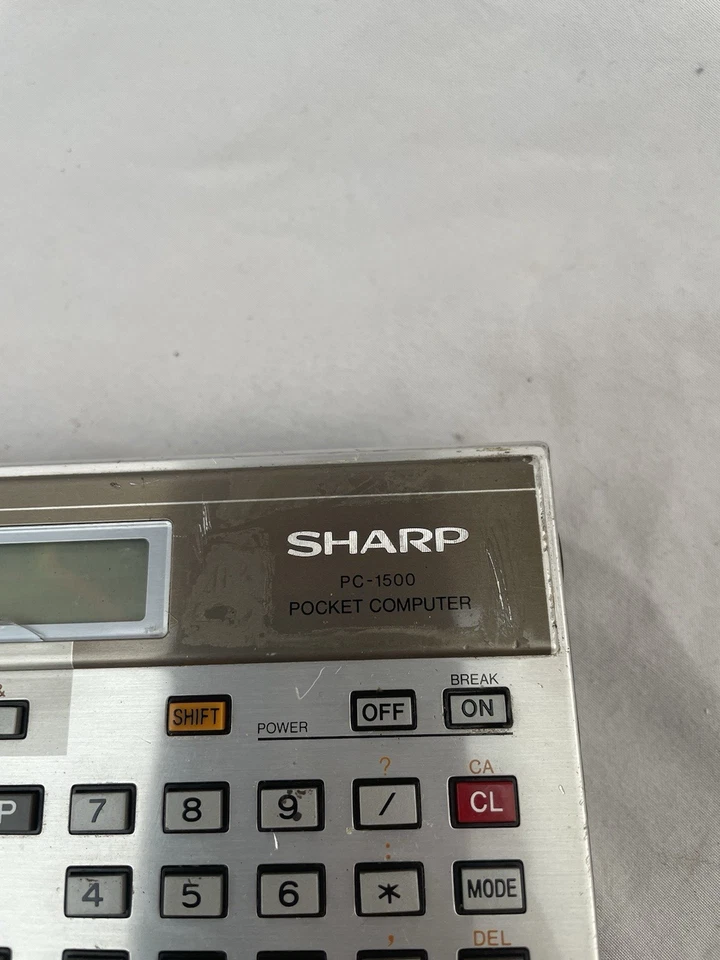 SHARP
PC-1500
POCKET COMPUTER
BREAK
&
SHIFT
POWER
OFF
ON
?
CA
P
7
8
9
/
CL
:
4
5
6
*
MODE
,
DEL